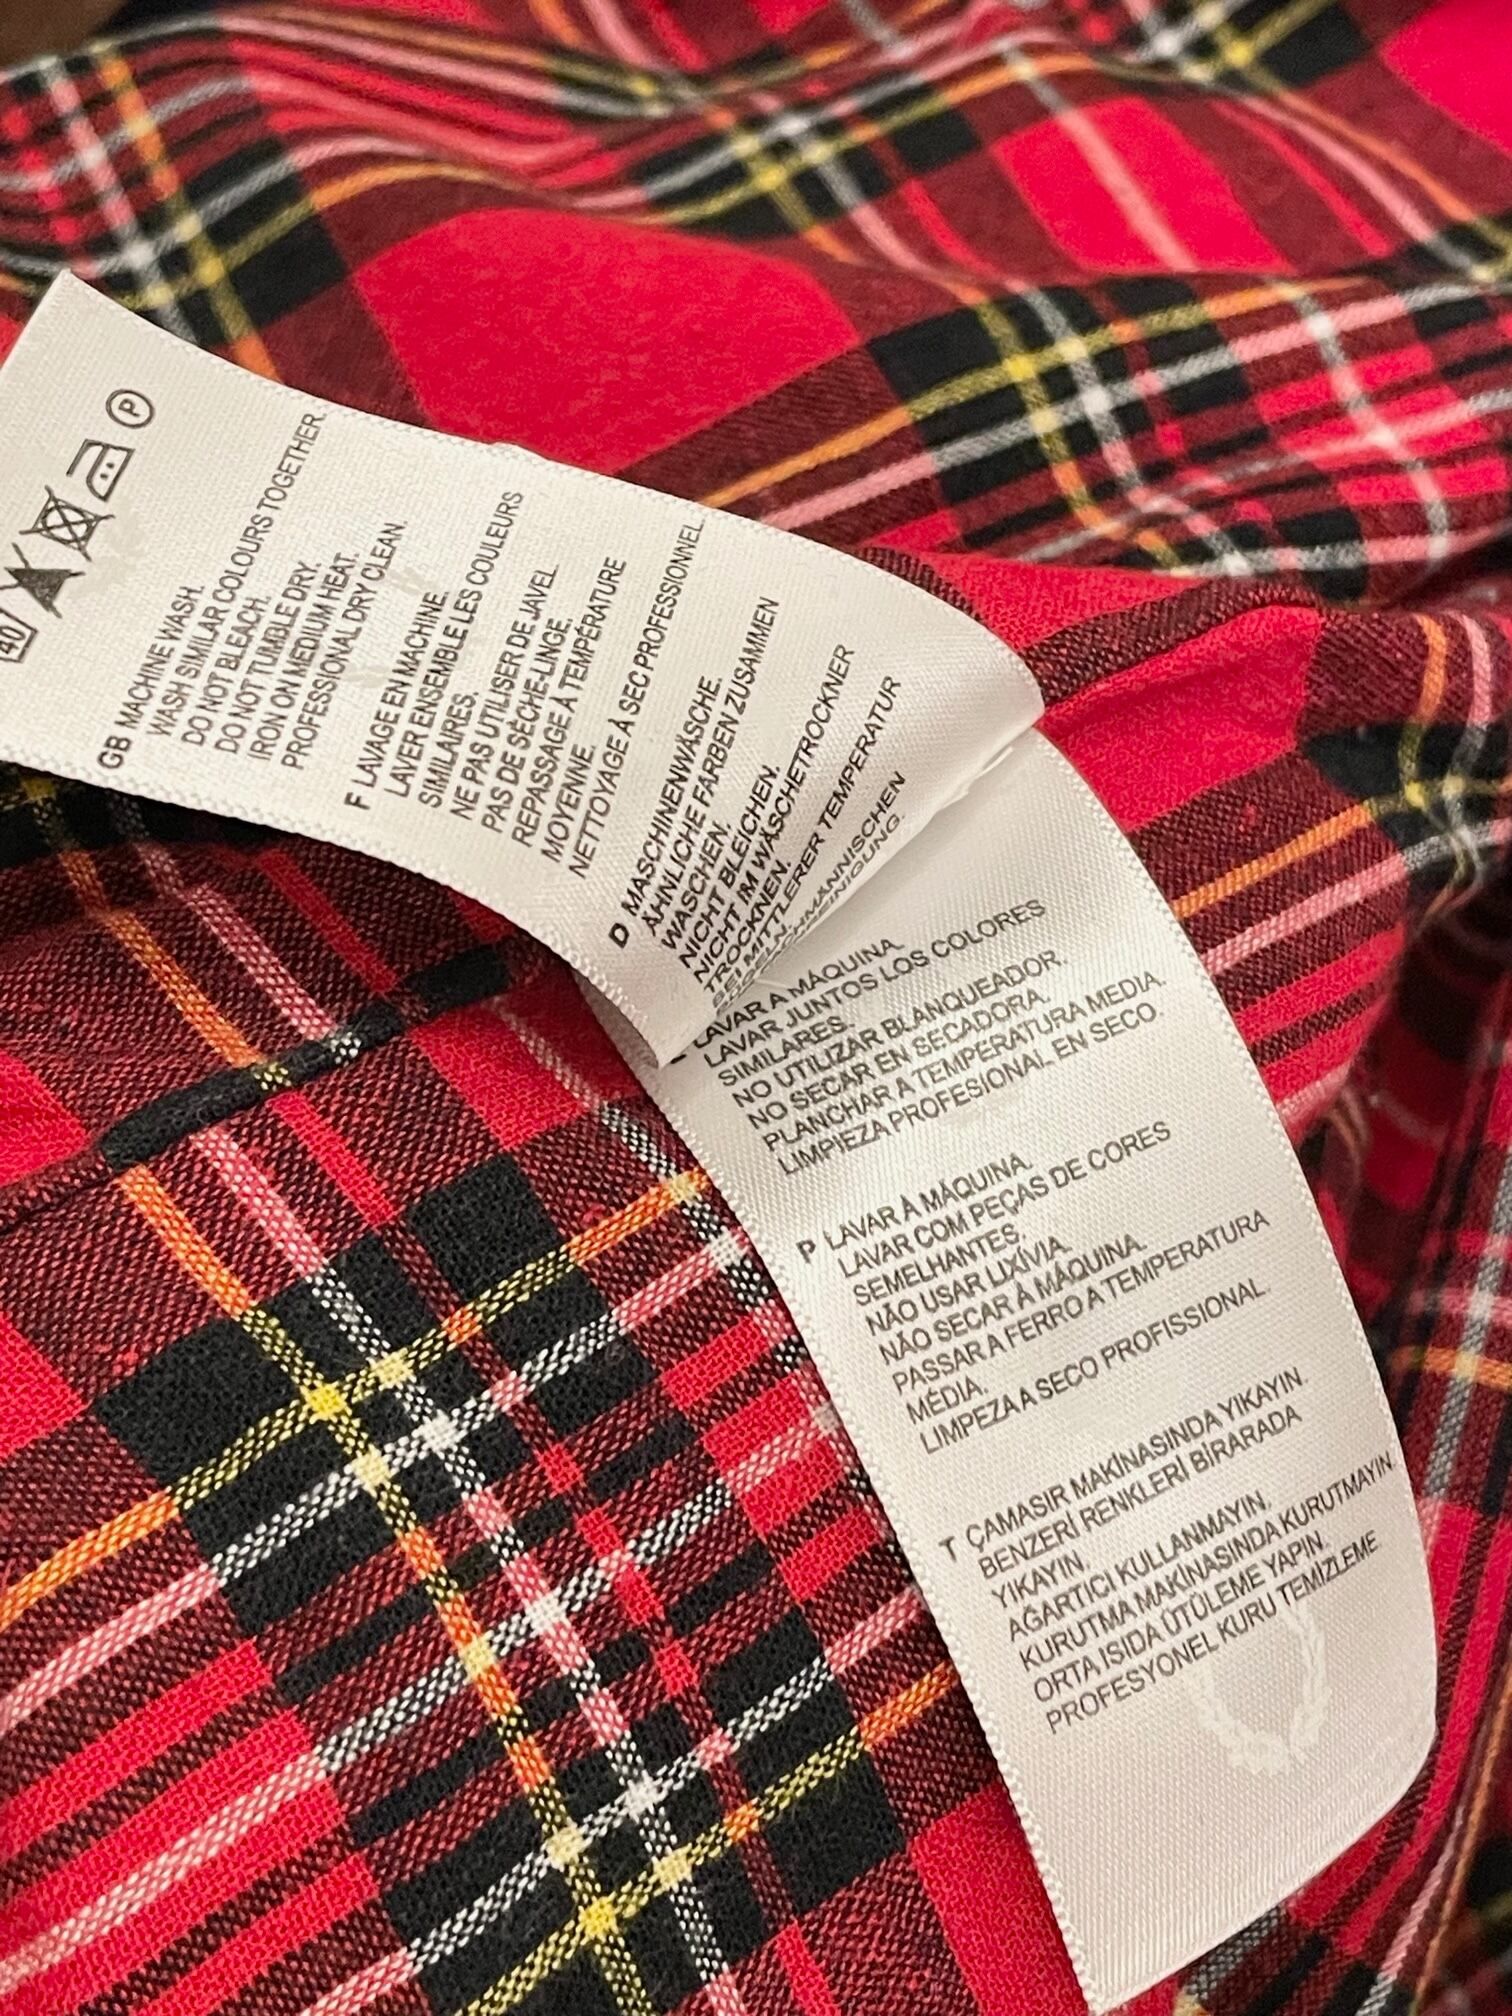 40
P
GB MACHINE WASH.
WASH SIMILAR COLOURS TOGETHER.
DO NOT BLEACH.
DO NOT TUMBLE DRY.
IRON ON MEDIUM HEAT.
PROFESSIONAL DRY CLEAN.
F LAVAGE EN MACHINE.
LAVER ENSEMBLE LES COULEURS
SIMILAIRES.
NE PAS UTILISER DE JAVEL
PAS DE SÉCHE-LINGE.
REPASSAGE À TEMPÉRATURE
MOYENNE.
NETTOYAGE À SEC PROFESSIONNEL.
D MASCHINENWÄSCHE.
ÄHNLICHE FARBEN ZUSAMMEN
WASCHEN.
NICHT BLEICHEN.
NICHT IM WÄSCHETROCKNER
TROCKNEN.
BEI MITTLERER TEMPERATUR
LAVAR A MÁQUINA.
LAVAR JUNTOS LOS COLORES
SIMILARES.
NO UTILIZAR BLANQUEADOR.
NO SECAR EN SECADORA.
PLANCHAR A TEMPERATURA MEDIA.
LIMPIEZA PROFESIONAL EN SECO.
P LAVAR À MÁQUINA.
LAVAR COM PEÇAS DE CORES
SEMELHANTES.
NÃO USAR LIXÍVIA.
NÃO SECAR À MÁQUINA.
PASSAR A FERRO A TEMPERATURA
MÉDIA.
LIMPEZA A SECO PROFISSIONAL
T ÇAMASIR MAKİNASINDA YIKAYIN.
BENZERİ RENKLERİ BİRARADA
YIKAYIN.
AĞARTICI KULLANMAYIN.
KURUTMA MAKİNASINDA KURUTMAYIN.
ORTA ISIDA ÜTÜLEME YAPIN.
PROFESYONEL KURU TEMİZLEME.